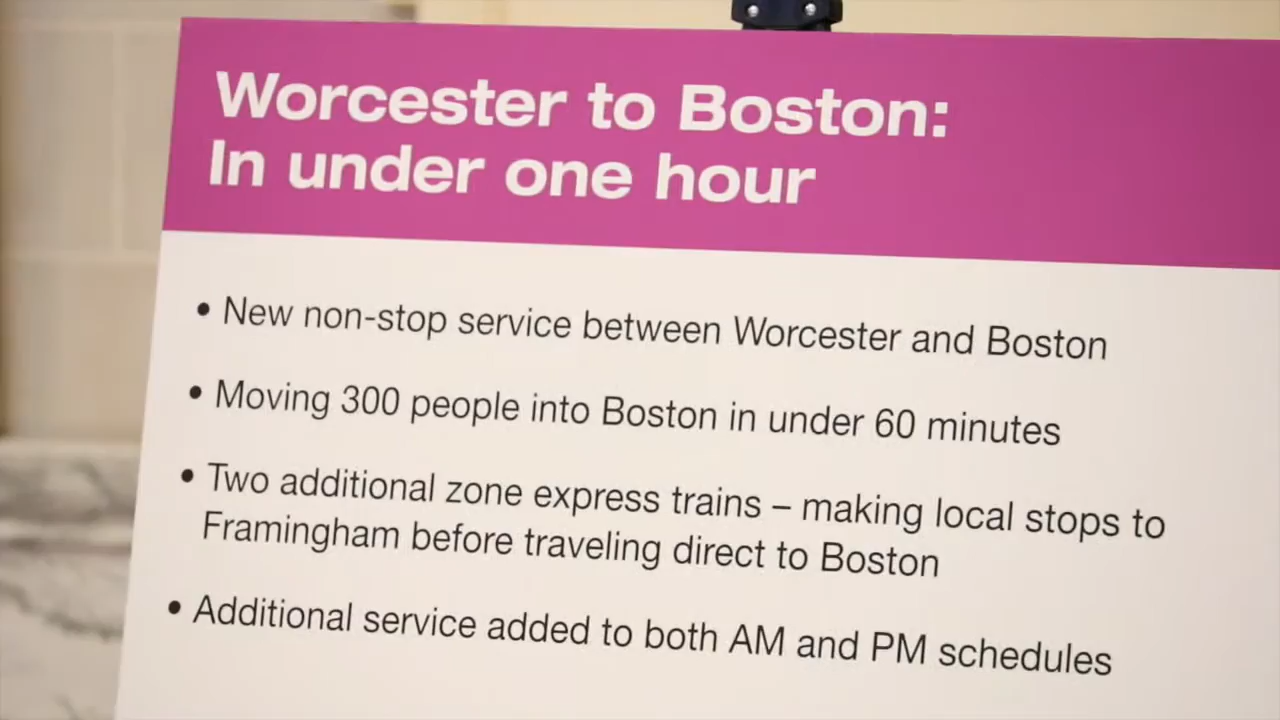 Worcester to Boston:
In under one hour
• New non-stop service between Worcester and Boston
• Moving 300 people into Boston in under 60 minutes
• Two additional zone express trains – making local stops to
Framingham before traveling direct to Boston
• Additional service added to both AM and PM schedules